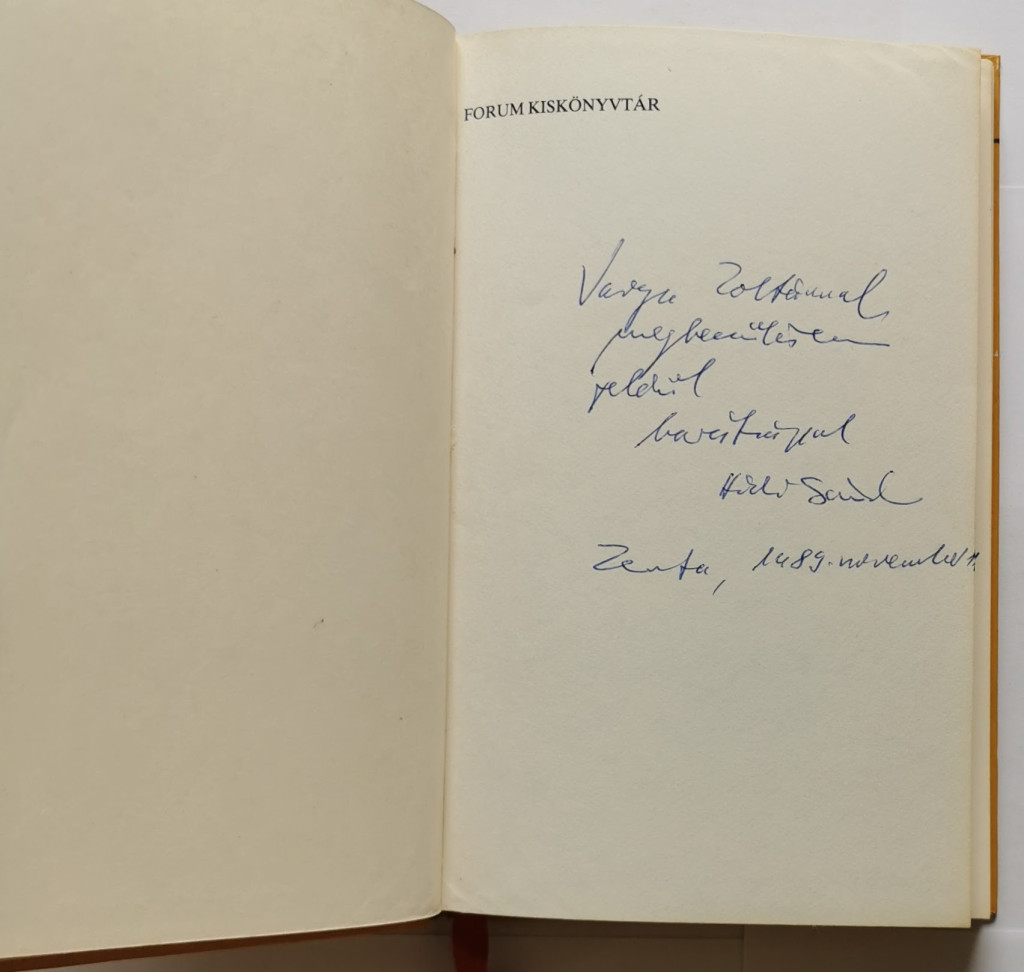 FORUM KISKÖNYVTÁR
Varga Zoltánnak,
megbecsülésem
jeléül
barátsággal
Zenta, 1989. november